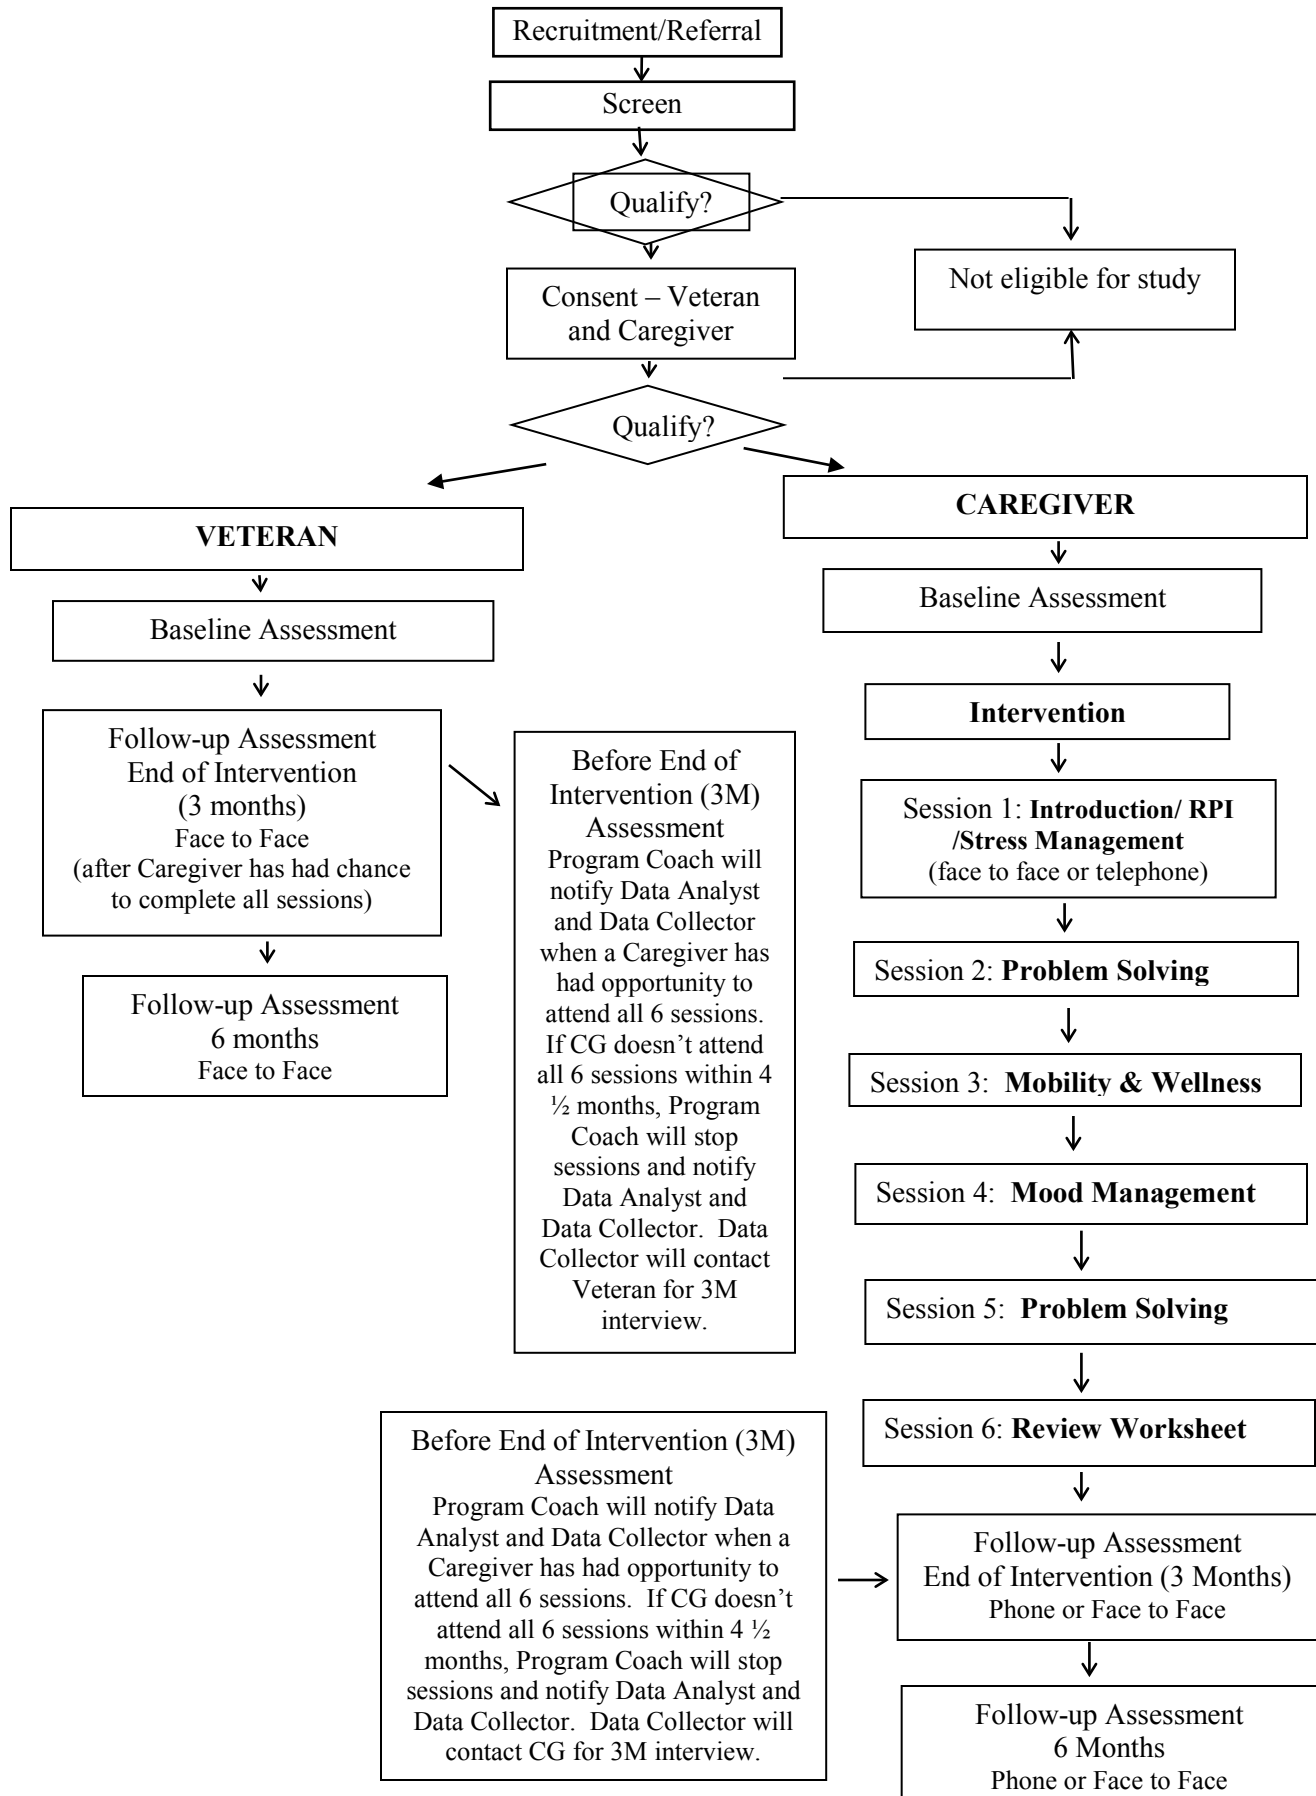 Recruitment/Referral
Screen
Qualify?
Not eligible for study
Consent – Veteran
and Caregiver
Qualify?
VETERAN
Baseline Assessment
Follow-up Assessment
End of Intervention
(3 months)
Face to Face
(after Caregiver has had chance
to complete all sessions)
Follow-up Assessment
6 months
Face to Face
Before End of
Intervention (3M)
Assessment
Program Coach will
notify Data Analyst
and Data Collector
when a Caregiver has
had opportunity to
attend all 6 sessions.
If CG doesn’t attend
all 6 sessions within 4
½ months, Program
Coach will stop
sessions and notify
Data Analyst and
Data Collector.  Data
Collector will contact
Veteran for 3M
interview.
CAREGIVER
Baseline Assessment
Intervention
Session 1: Introduction/ RPI
/Stress Management
(face to face or telephone)
Session 2: Problem Solving
Session 3:  Mobility & Wellness
Session 4:  Mood Management
Session 5:  Problem Solving
Session 6: Review Worksheet
Before End of Intervention (3M)
Assessment
Program Coach will notify Data
Analyst and Data Collector when a
Caregiver has had opportunity to
attend all 6 sessions.  If CG doesn’t
attend all 6 sessions within 4 ½
months, Program Coach will stop
sessions and notify Data Analyst and
Data Collector.  Data Collector will
contact CG for 3M interview.
Follow-up Assessment
End of Intervention (3 Months)
Phone or Face to Face
Follow-up Assessment
6 Months
Phone or Face to Face